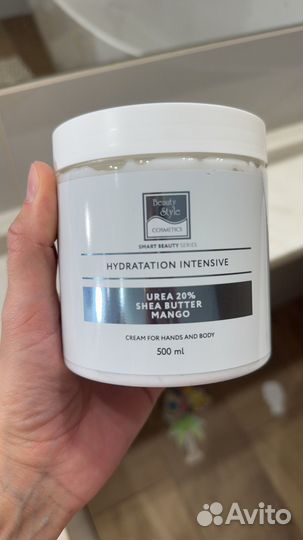 Beauty
Style
COSMETICS
SMART BEAUTY SERIES
HYDRATATION INTENSIVE
UREA 20%
SHEA BUTTER
MANGO
CREAM FOR HANDS AND BODY
500 ml
Avito